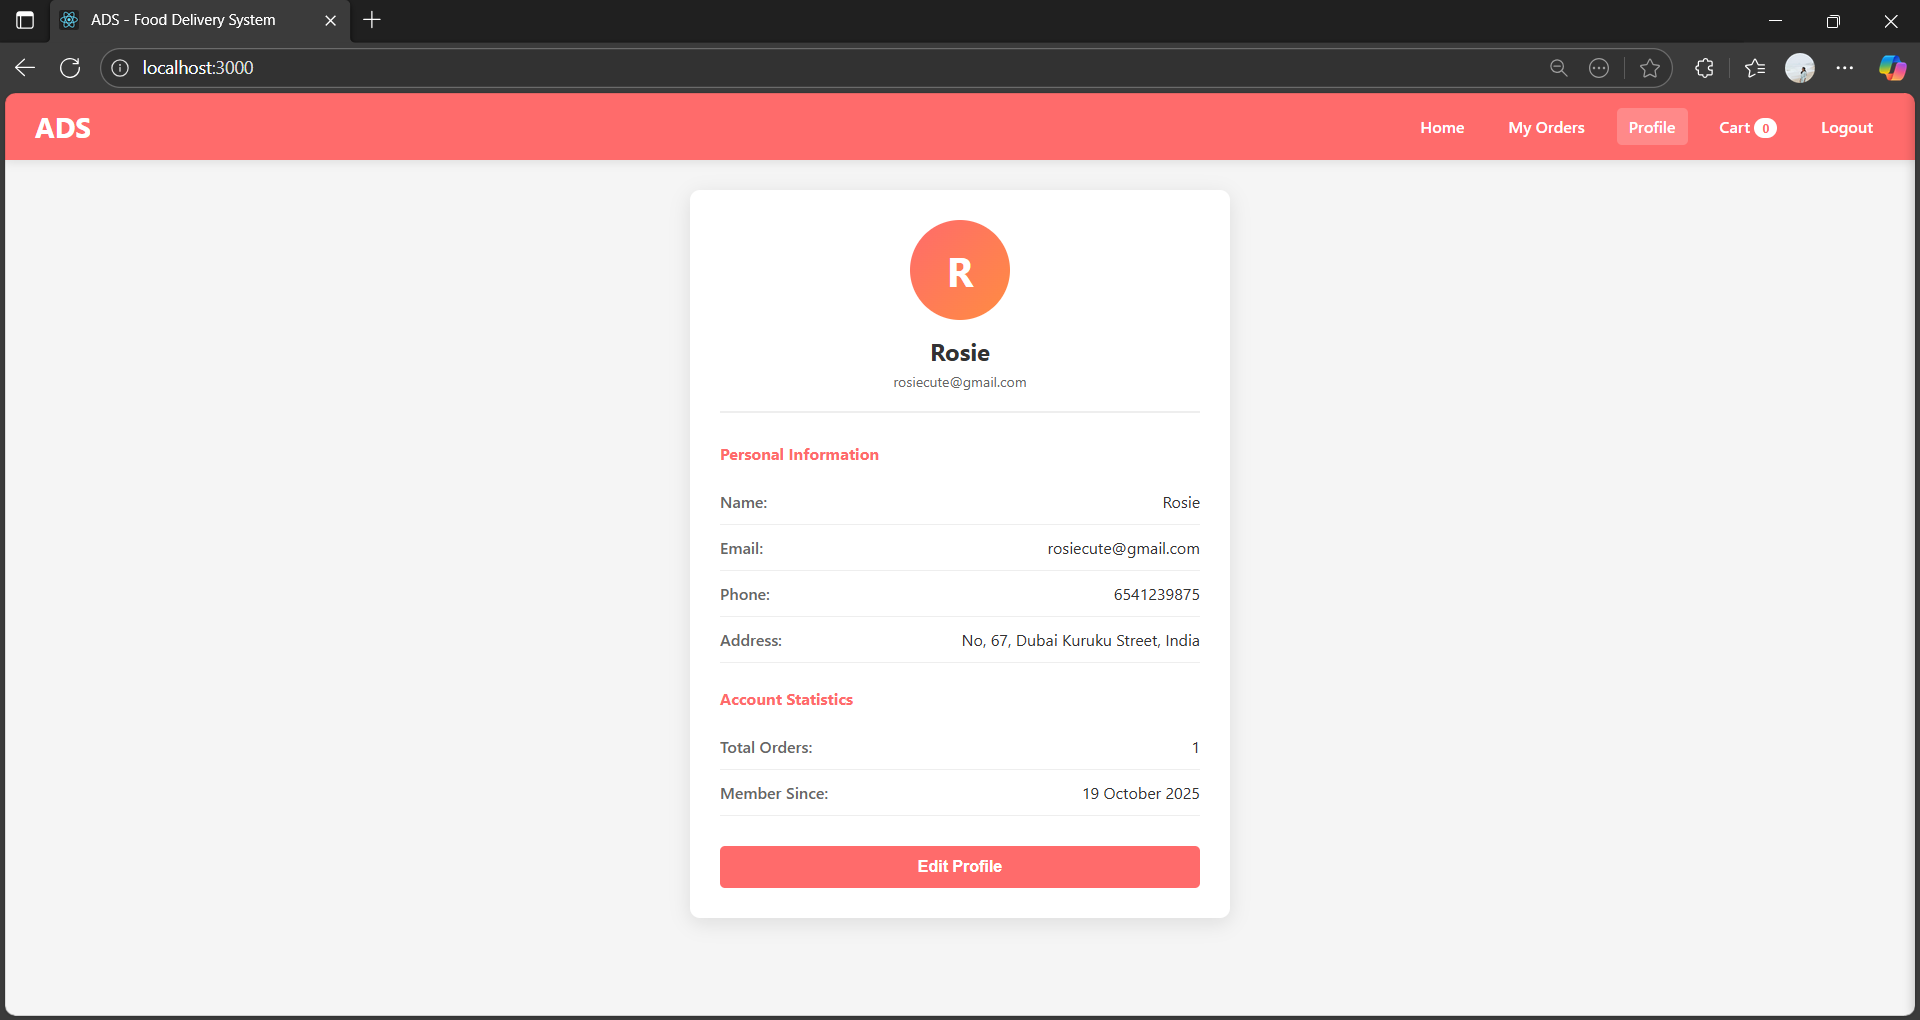 ADS - Food Delivery System
localhost:3000
ADS
Home
My Orders
Profile
Cart 0
Logout
R
Rosie
rosiecute@gmail.com
Personal Information
Name: Rosie
Email: rosiecute@gmail.com
Phone: 6541239875
Address: No, 67, Dubai Kuruku Street, India
Account Statistics
Total Orders: 1
Member Since: 19 October 2025
Edit Profile